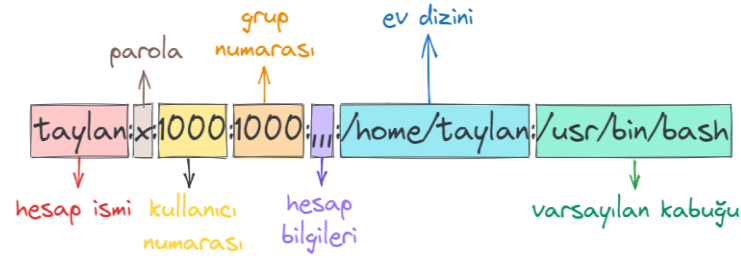 grup
numarası
ev dizini
parola
taylan:x:1000:1000:,,,:/home/taylan:/usr/bin/bash
hesap ismi
kullanıcı
numarası
hesap
bilgileri
varsayılan kabuğu